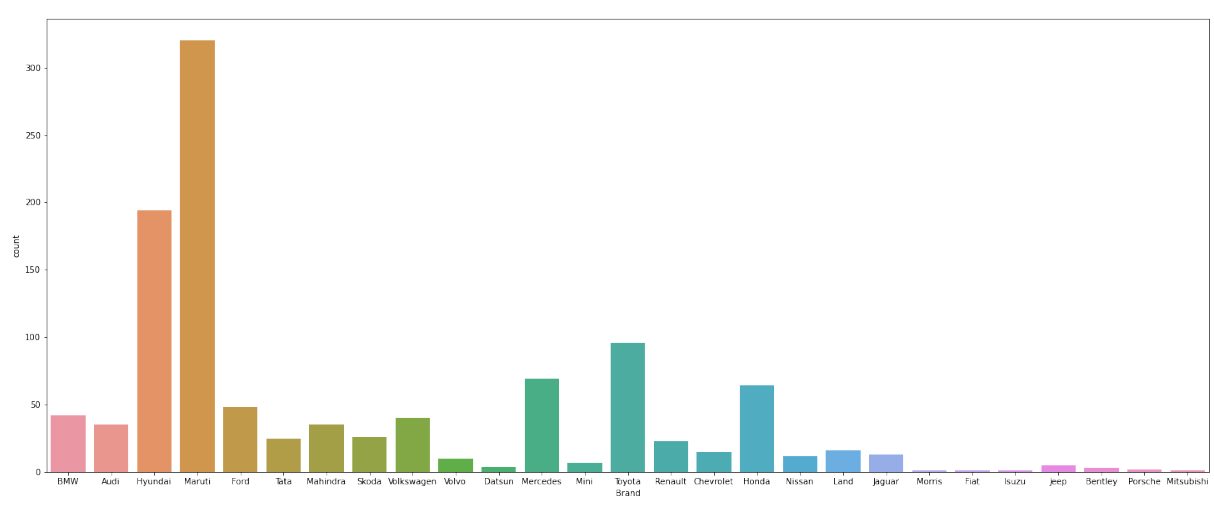 300
250
200
150
100
50
0
count
BMW Audi Hyundai Maruti Ford Tata Mahindra Skoda Volkswagen Volvo Datsun Mercedes Mini Toyota Renault Chevrolet Honda Nissan Land Jaguar Morris Fiat Isuzu jeep Bentley Porsche Mitsubishi
Brand